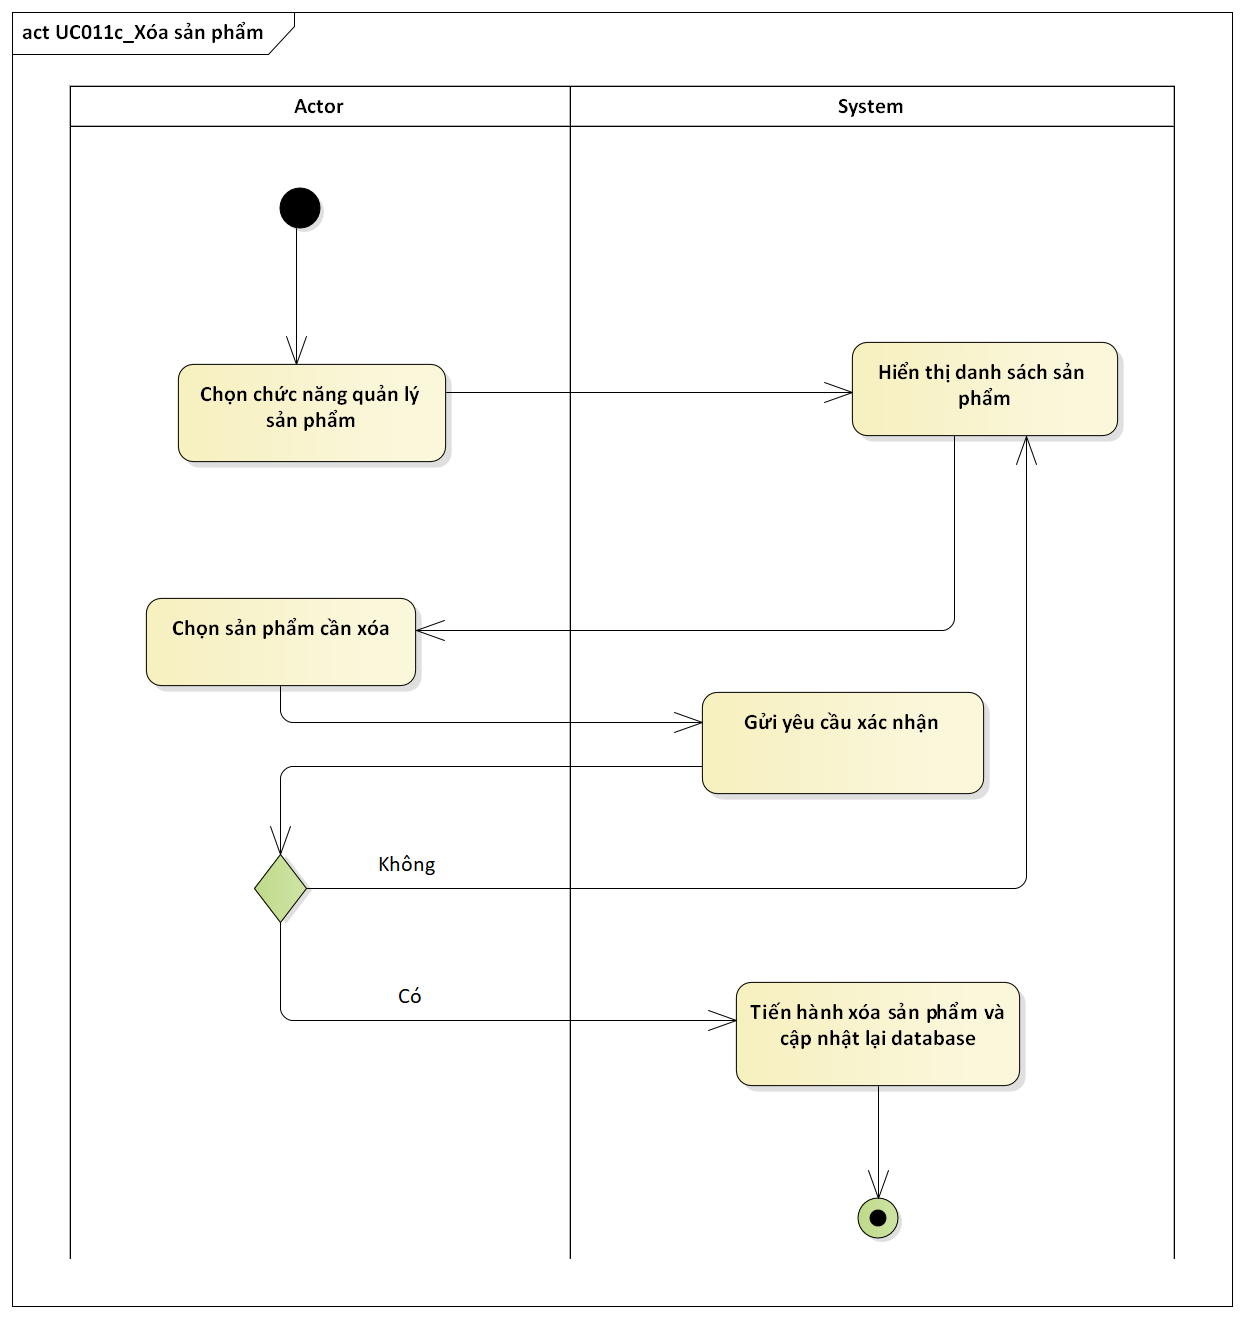 act UC011c_Xóa sản phẩm
Actor
System
Chọn chức năng quản lý
sản phẩm
Hiển thị danh sách sản
phẩm
Chọn sản phẩm cần xóa
Gửi yêu cầu xác nhận
Không
Có
Tiến hành xóa sản phẩm và
cập nhật lại database